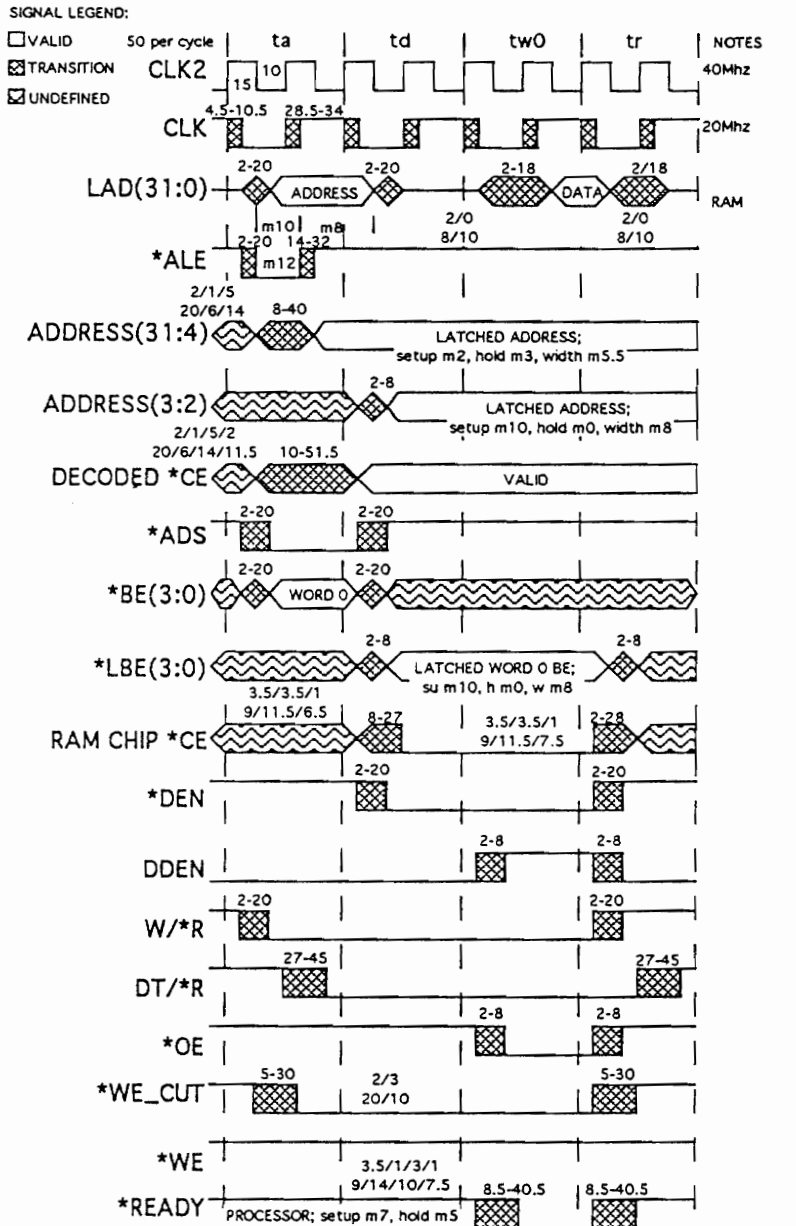 SIGNAL LEGEND:
VALID 50 per cycle ta td tw0 tr NOTES
TRANSITION CLK2 10 15 40Mhz
UNDEFINED
4.5-10.5 28.5-34
CLK 20Mhz
2-20 2-20 2-18 2/18
LAD(31:0) ADDRESS DATA RAM
m10 m8 2/0 2/0
2-20 14-32 8/10 8/10
*ALE m12
2/1/5
20/6/14 8-40
ADDRESS(31:4) LATCHED ADDRESS;
setup m2, hold m3, width m5.5
2-8
ADDRESS(3:2) LATCHED ADDRESS;
setup m10, hold m0, width m8
2/1/5/2
20/6/14/11.5 10-51.5
DECODED *CE VALID
2-20 2-20
*ADS
2-20 2-20
*BE(3:0) WORD 0
2-8 2-8
*LBE(3:0) LATCHED WORD 0 BE;
su m10, h m0, w m8
3.5/3.5/1
9/11.5/6.5 8-27 3.5/3.5/1 2-28
RAM CHIP *CE 9/11.5/7.5
2-20 2-20
*DEN
2-8 2-8
DDEN
2-20 2-20
W/*R
27-45 27-45
DT/*R
2-8 2-8
*OE
5-30 2/3 5-30
*WE_CUT 20/10
*WE
3.5/1/3/1
9/14/10/7.5 8.5-40.5 8.5-40.5
*READY PROCESSOR; setup m7, hold m5